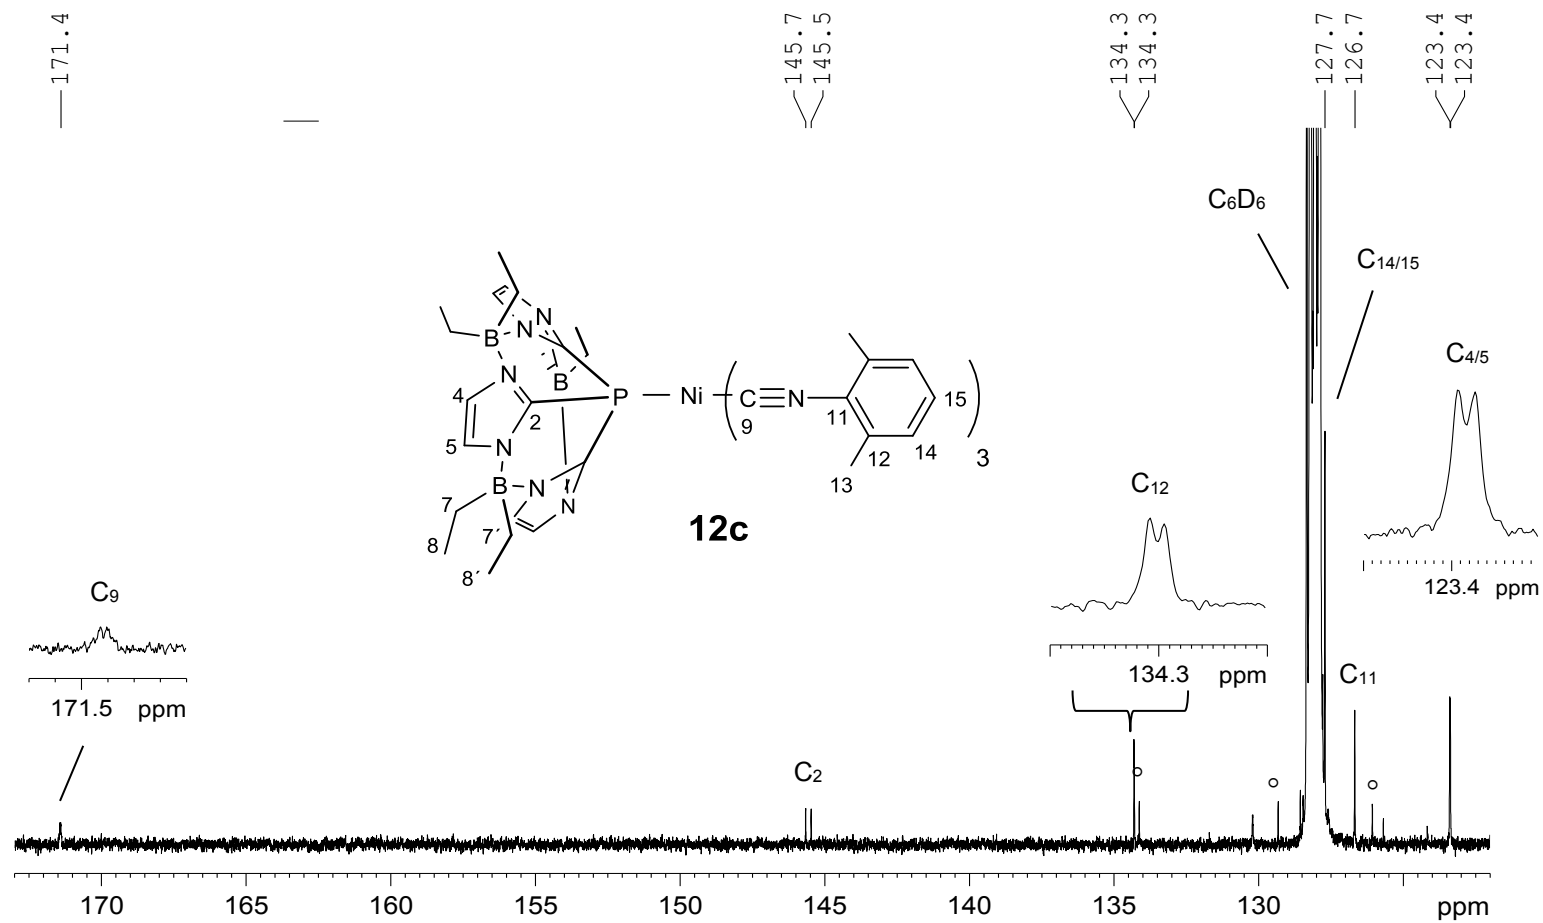 171.4
145.7
145.5
134.3
134.3
127.7
126.7
123.4
123.4
C₆D₆
C₁₄/₁₅
C₄/₅
N
N
B
N
B
4
P
Ni
C≡N
15
2
9
11
5
N
12
14
3
13
B
N
N
7
7´
12c
8
8´
C₁₂
123.4 ppm
C₉
134.3 ppm
C₁₁
171.5 ppm
C₂
170 165 160 155 150 145 140 135 130 ppm